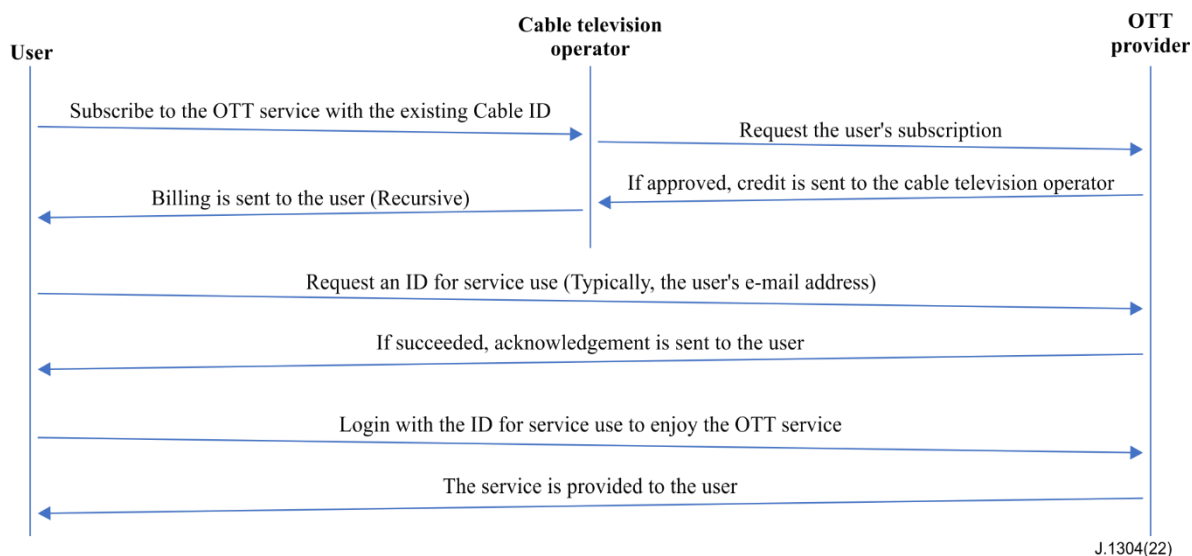 User
Cable television
operator
OTT
provider
Subscribe to the OTT service with the existing Cable ID
Request the user's subscription
If approved, credit is sent to the cable television operator
Billing is sent to the user (Recursive)
Request an ID for service use (Typically, the user's e-mail address)
If succeeded, acknowledgement is sent to the user
Login with the ID for service use to enjoy the OTT service
The service is provided to the user
J.1304(22)